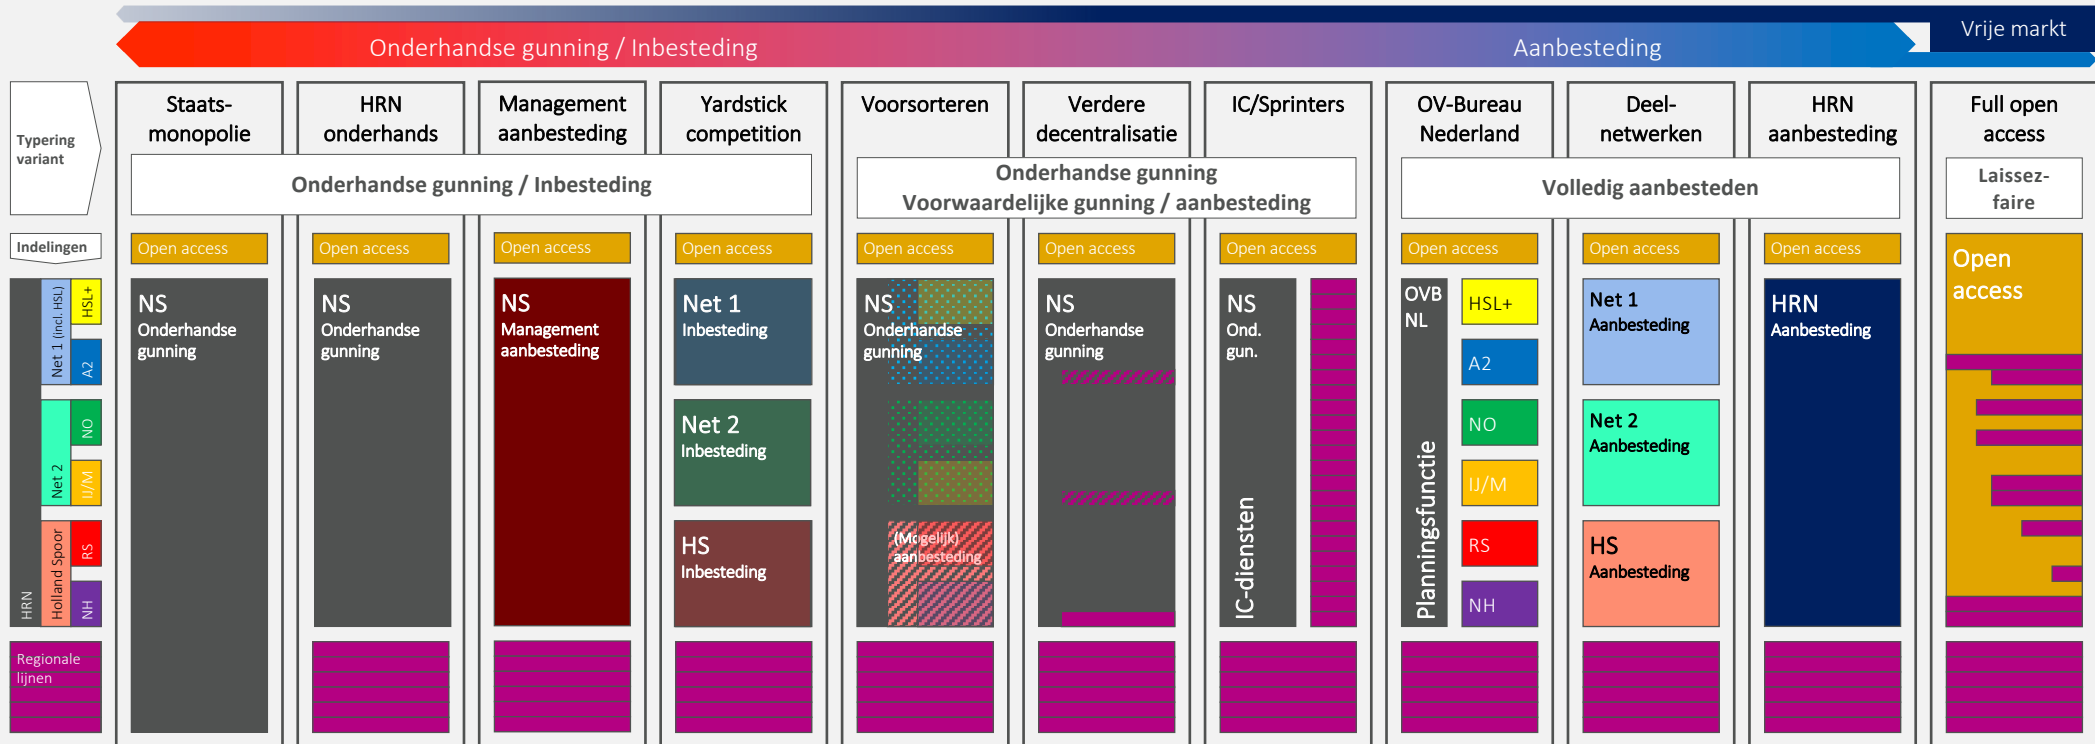 Onderhandse gunning / Inbesteding
Aanbesteding
Vrije markt
Typering
variant
Staats-
monopolie
HRN
onderhands
Management
aanbesteding
Yardstick
competition
Voorsorteren
Verdere
decentralisatie
IC/Sprinters
OV-Bureau
Nederland
Deel-
netwerken
HRN
aanbesteding
Full open
access
Onderhandse gunning / Inbesteding
Onderhandse gunning
Voorwaardelijke gunning / aanbesteding
Volledig aanbesteden
Laissez-
faire
Indelingen
Open access
Open access
Open access
Open access
Open access
Open access
Open access
Open access
Open access
Open access
Open
access
HRN
Net 1 (incl. HSL)
Net 2
Holland Spoor
HSL+
A2
NO
IJ/M
RS
NH
Regionale
lijnen
NS
Onderhandse
gunning
NS
Onderhandse
gunning
NS
Management
aanbesteding
Net 1
Inbesteding
Net 2
Inbesteding
HS
Inbesteding
NS
Onderhandse
gunning
(Mogelijk)
aanbesteding
NS
Onderhandse
gunning
NS
Ond.
gun.
IC-diensten
OVB
NL
Planningsfunctie
HSL+
A2
NO
IJ/M
RS
NH
Net 1
Aanbesteding
Net 2
Aanbesteding
HS
Aanbesteding
HRN
Aanbesteding